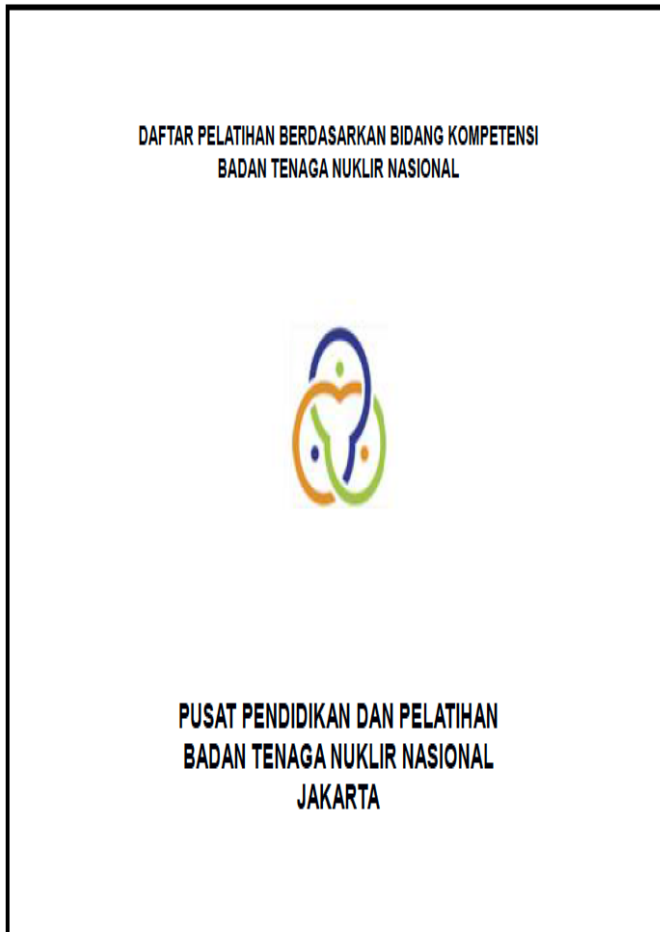 DAFTAR PELATIHAN BERDASARKAN BIDANG KOMPETENSI
BADAN TENAGA NUKLIR NASIONAL
PUSAT PENDIDIKAN DAN PELATIHAN
BADAN TENAGA NUKLIR NASIONAL
JAKARTA